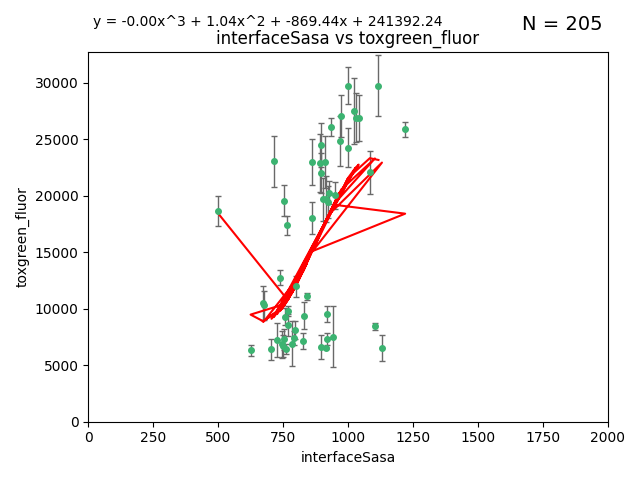 y = -0.00x^3 + 1.04x^2 + -869.44x + 241392.24
N = 205
interfaceSasa vs toxgreen_fluor
30000
25000
20000
15000
10000
5000
0
toxgreen_fluor
0 250 500 750 1000 1250 1500 1750 2000
interfaceSasa